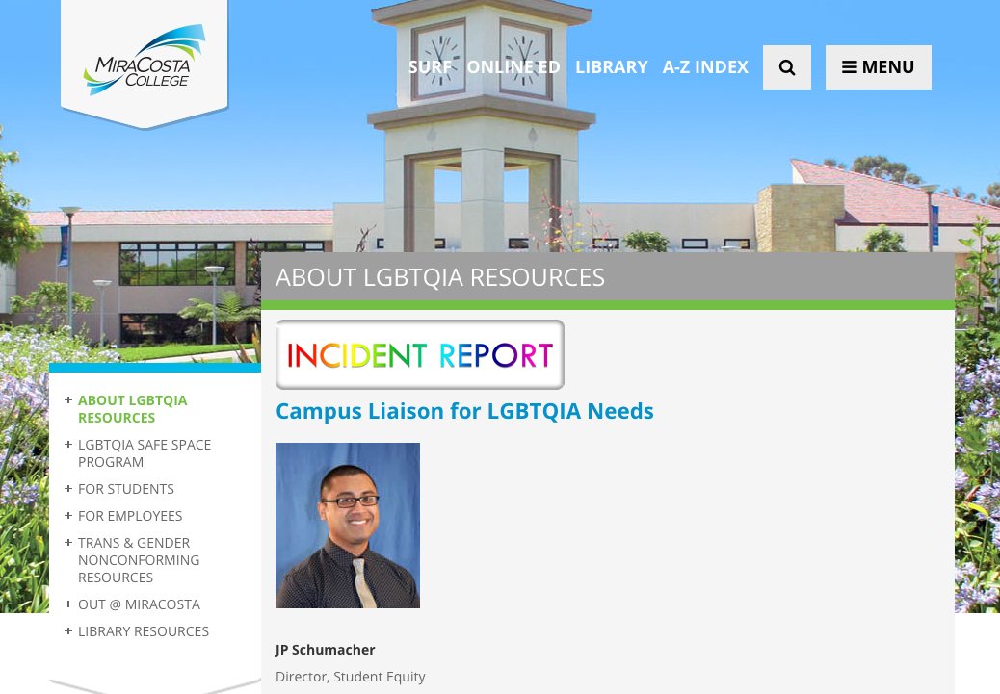 MIRACOSTA
COLLEGE
SURF ONLINE ED LIBRARY A-Z INDEX MENU
ABOUT LGBTQIA RESOURCES
INCIDENT REPORT
Campus Liaison for LGBTQIA Needs
JP Schumacher
Director, Student Equity
ABOUT LGBTQIA
RESOURCES
LGBTQIA SAFE SPACE
PROGRAM
FOR STUDENTS
FOR EMPLOYEES
TRANS & GENDER
NONCONFORMING
RESOURCES
OUT @ MIRACOSTA
LIBRARY RESOURCES